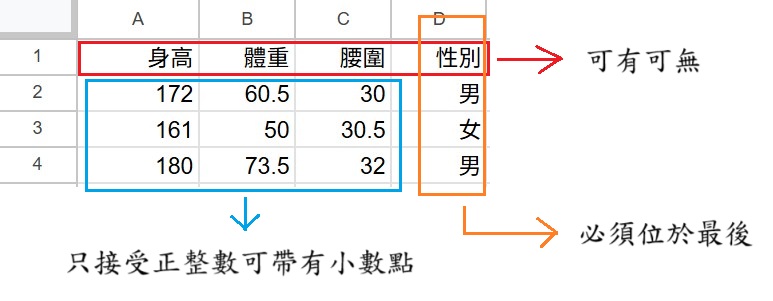 A B C D
1 身高 體重 腰圍 性別 可有可無
2 172 60.5 30 男
3 161 50 30.5 女
4 180 73.5 32 男
必須位於最後
只接受正整數可帶有小數點